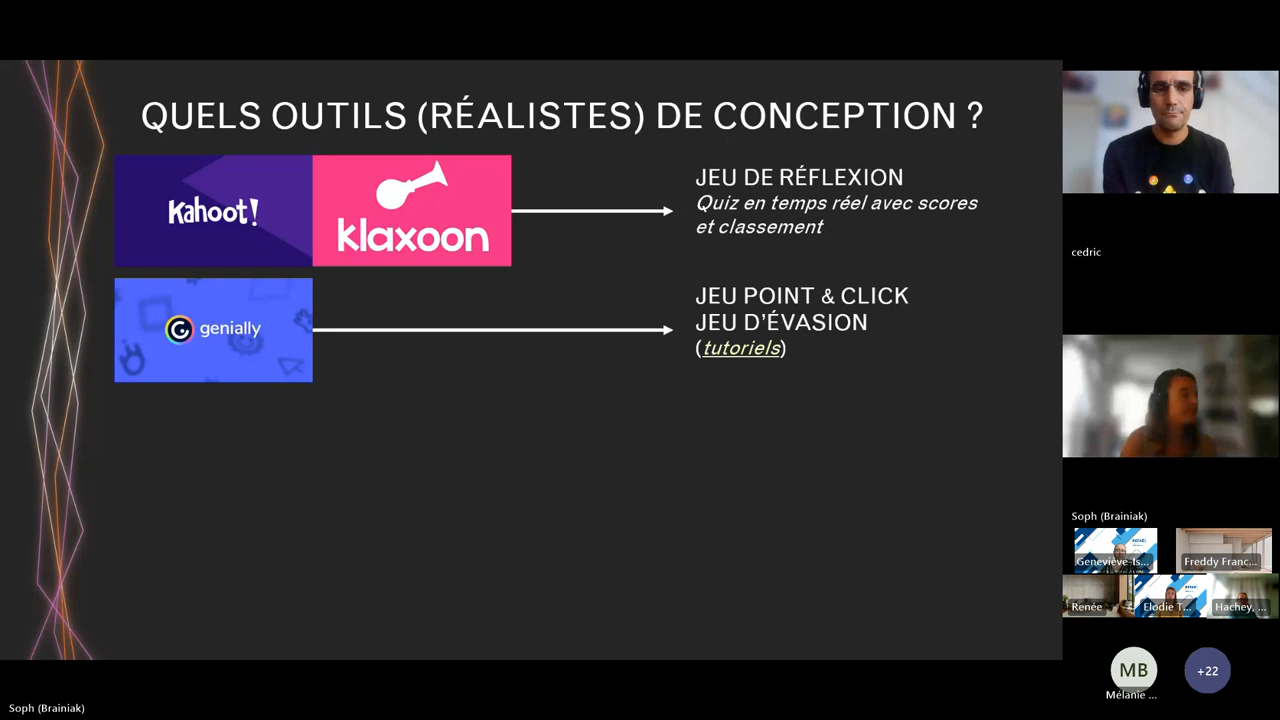 QUELS OUTILS (RÉALISTES) DE CONCEPTION ?
Kahoot!
klaxoon
JEU DE RÉFLEXION
Quiz en temps réel avec scores
et classement
genially
JEU POINT & CLICK
JEU D'ÉVASION
(tutoriels)
cedric
Soph (Brainiak)
Geneviève-Is...
Freddy Franc...
Renée
Elodie T...
Hachey, ...
MB
+22
Mélanie ...
Soph (Brainiak)